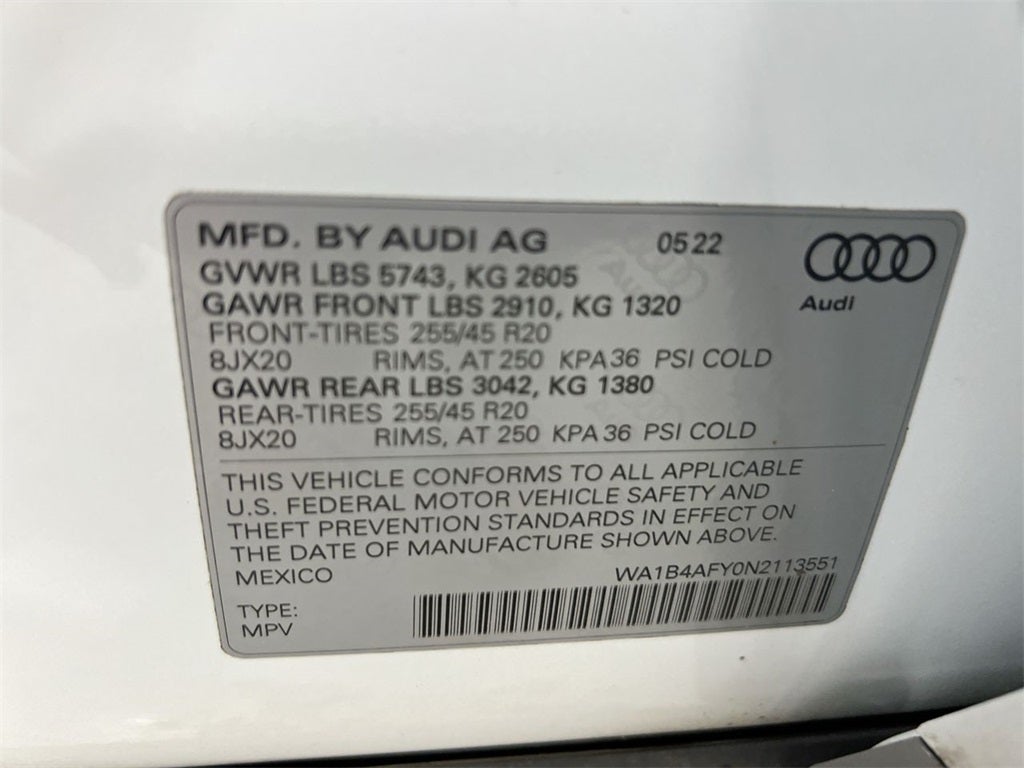 MFD. BY AUDI AG 05 22
GVWR LBS 5743, KG 2605
GAWR FRONT LBS 2910, KG 1320
Audi
FRONT-TIRES 255/45 R20
8JX20 RIMS, AT 250 KPA 36 PSI COLD
GAWR REAR LBS 3042, KG 1380
REAR-TIRES 255/45 R20
8JX20 RIMS, AT 250 KPA 36 PSI COLD
THIS VEHICLE CONFORMS TO ALL APPLICABLE
U.S. FEDERAL MOTOR VEHICLE SAFETY AND
THEFT PREVENTION STANDARDS IN EFFECT ON
THE DATE OF MANUFACTURE SHOWN ABOVE.
MEXICO WA1B4AFY0N2113551
TYPE:
MPV